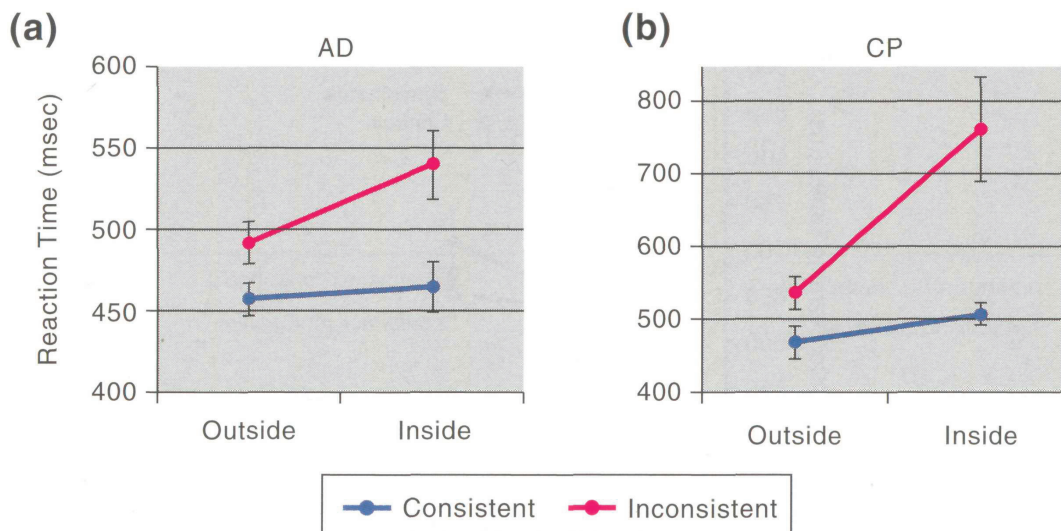 (a)
AD
600
550
500
450
400
Reaction Time (msec)
Outside Inside
(b)
CP
800
700
600
500
400
Outside Inside
Consistent Inconsistent